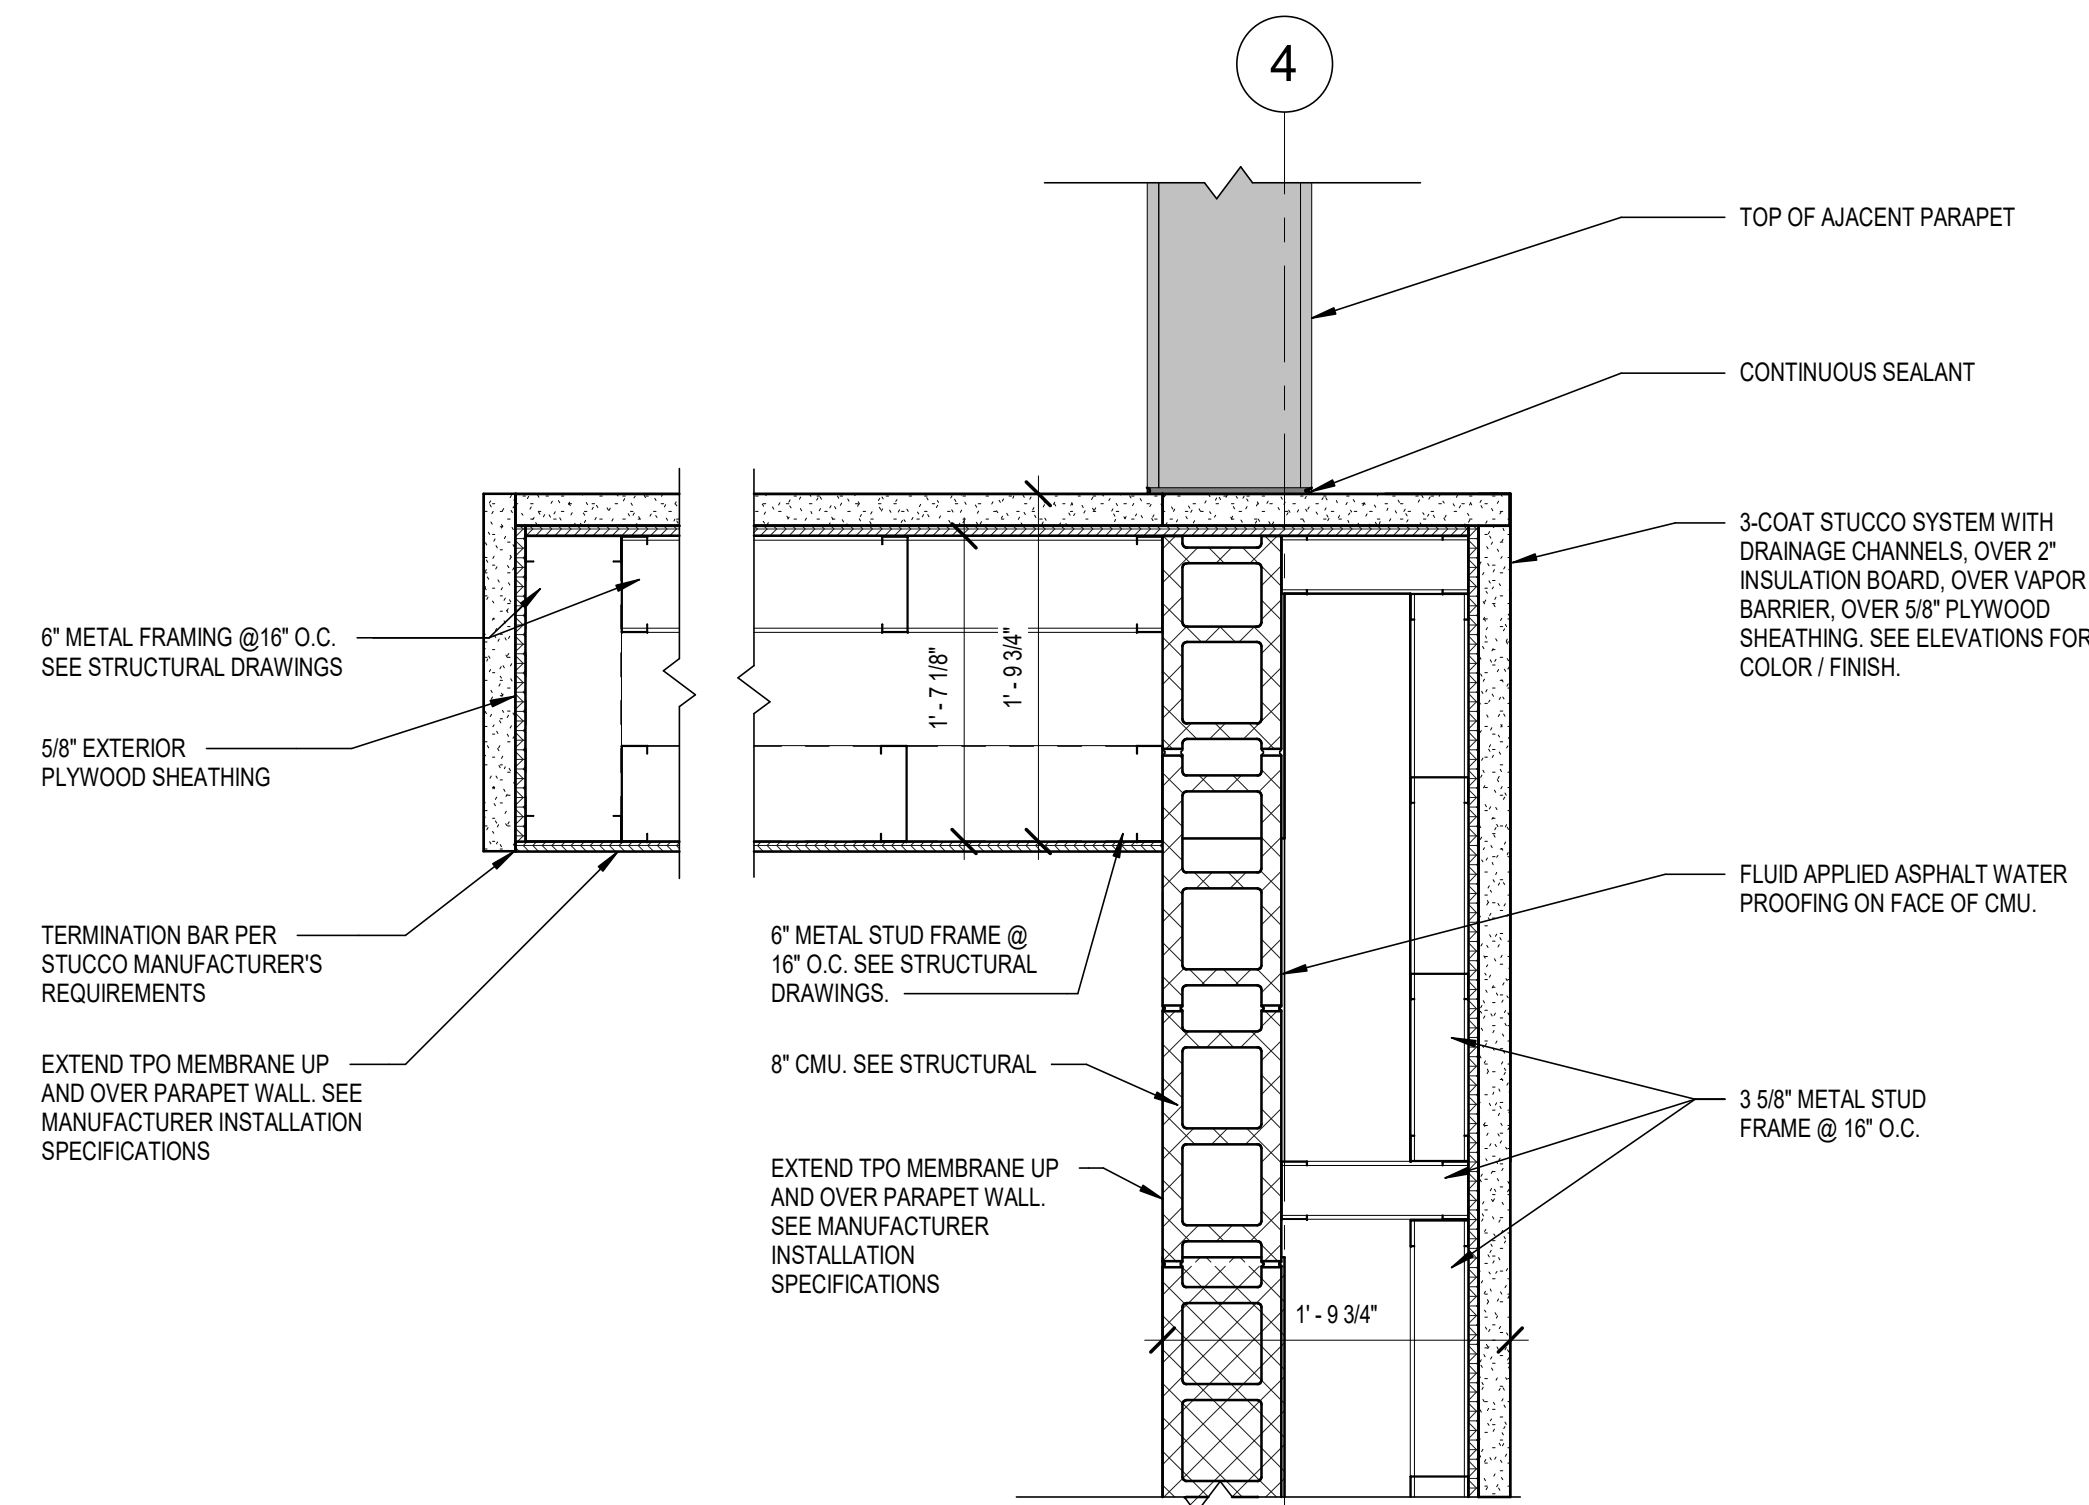 4
TOP OF AJACENT PARAPET
CONTINUOUS SEALANT
3-COAT STUCCO SYSTEM WITH
DRAINAGE CHANNELS, OVER 2"
INSULATION BOARD, OVER VAPOR
BARRIER, OVER 5/8" PLYWOOD
SHEATHING. SEE ELEVATIONS FOR
COLOR / FINISH.
6" METAL FRAMING @16" O.C.
SEE STRUCTURAL DRAWINGS
5/8" EXTERIOR
PLYWOOD SHEATHING
1' - 7 1/8"
1' - 9 3/4"
TERMINATION BAR PER
STUCCO MANUFACTURER'S
REQUIREMENTS
EXTEND TPO MEMBRANE UP
AND OVER PARAPET WALL. SEE
MANUFACTURER INSTALLATION
SPECIFICATIONS
6" METAL STUD FRAME @
16" O.C. SEE STRUCTURAL
DRAWINGS.
8" CMU. SEE STRUCTURAL
EXTEND TPO MEMBRANE UP
AND OVER PARAPET WALL.
SEE MANUFACTURER
INSTALLATION
SPECIFICATIONS
FLUID APPLIED ASPHALT WATER
PROOFING ON FACE OF CMU.
3 5/8" METAL STUD
FRAME @ 16" O.C.
1' - 9 3/4"